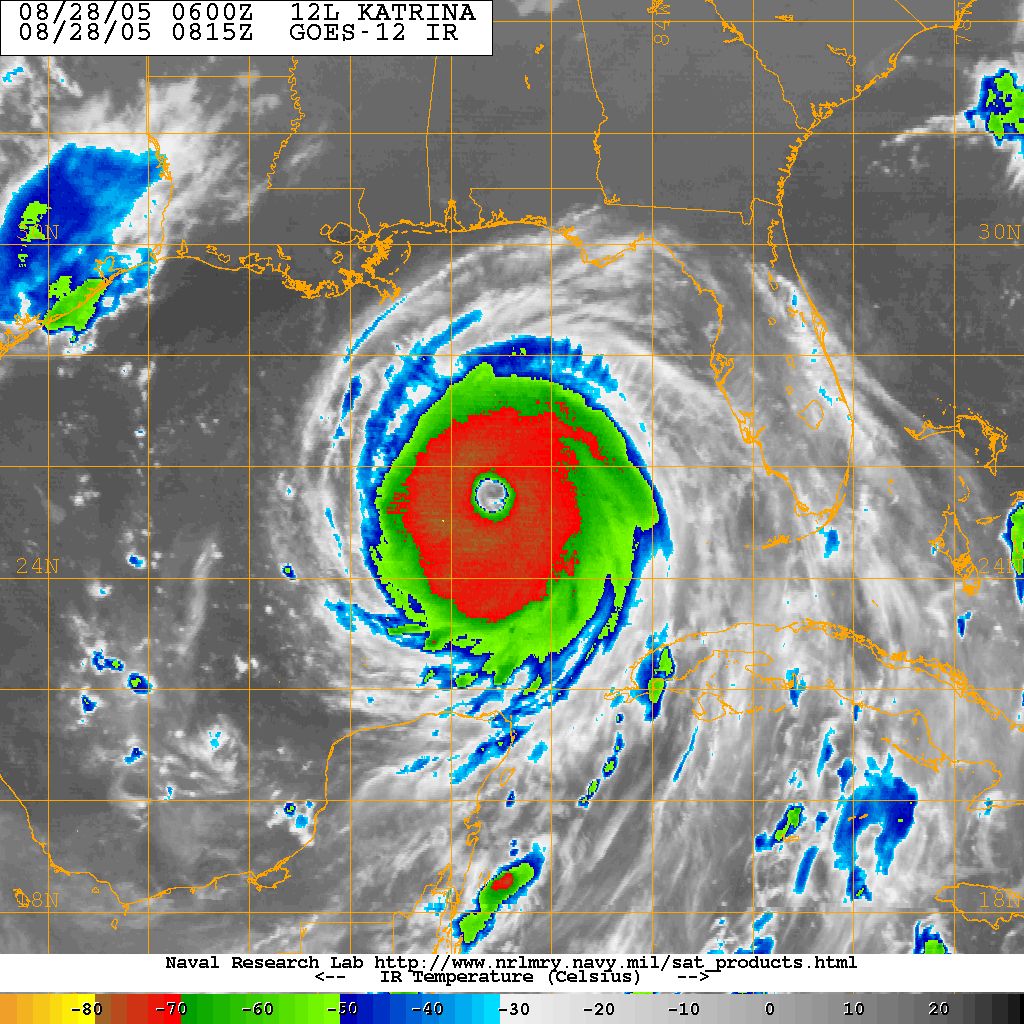 08/28/05 0600Z 12L KATRINA
08/28/05 0815Z GOES-12 IR
84W
78W
30N
30N
24N
24N
18N
18N
Naval Research Lab http://www.nrlmry.navy.mil/sat_products.html
<-- IR Temperature (Celsius) -->
-80 -70 -60 -50 -40 -30 -20 -10 0 10 20